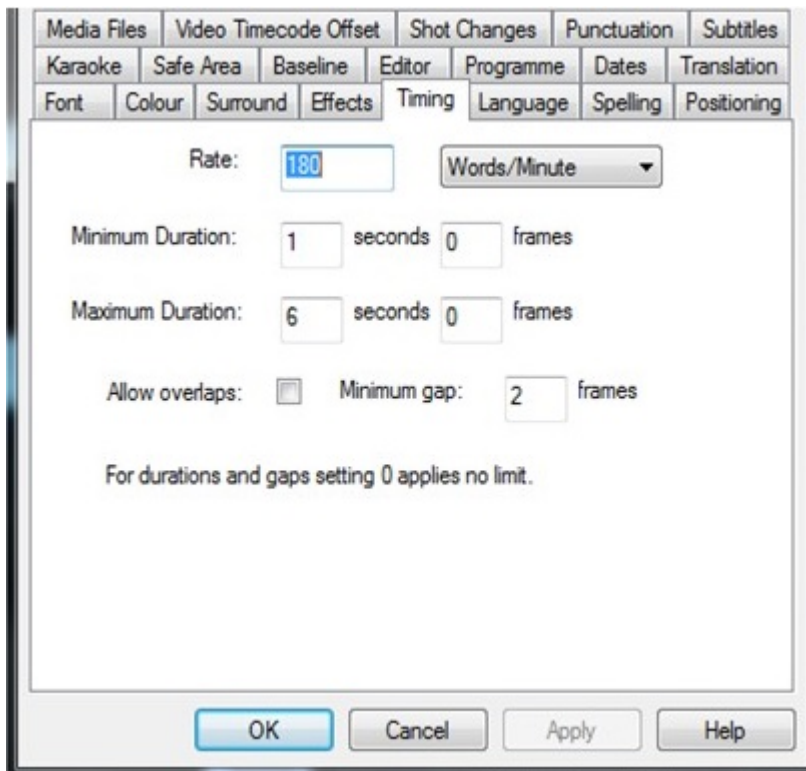 Media Files Video Timecode Offset Shot Changes Punctuation Subtitles
Karaoke Safe Area Baseline Editor Programme Dates Translation
Font Colour Surround Effects Timing Language Spelling Positioning
Rate: 180 Words/Minute
Minimum Duration: 1 seconds 0 frames
Maximum Duration: 6 seconds 0 frames
Allow overlaps: Minimum gap: 2 frames
For durations and gaps setting 0 applies no limit.
OK Cancel Apply Help